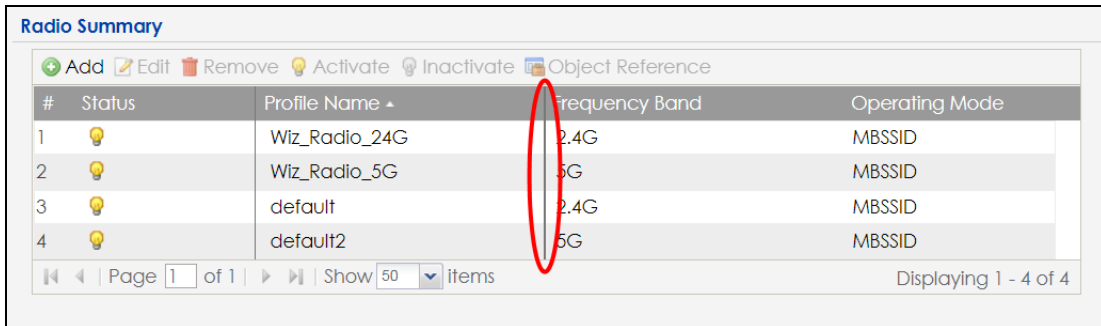 Radio Summary
Add Edit Remove Activate Inactivate Object Reference
# Status Profile Name Frequency Band Operating Mode
1 Wiz_Radio_24G 2.4G MBSSID
2 Wiz_Radio_5G 5G MBSSID
3 default 2.4G MBSSID
4 default2 5G MBSSID
Page 1 of 1 Show 50 items Displaying 1 - 4 of 4